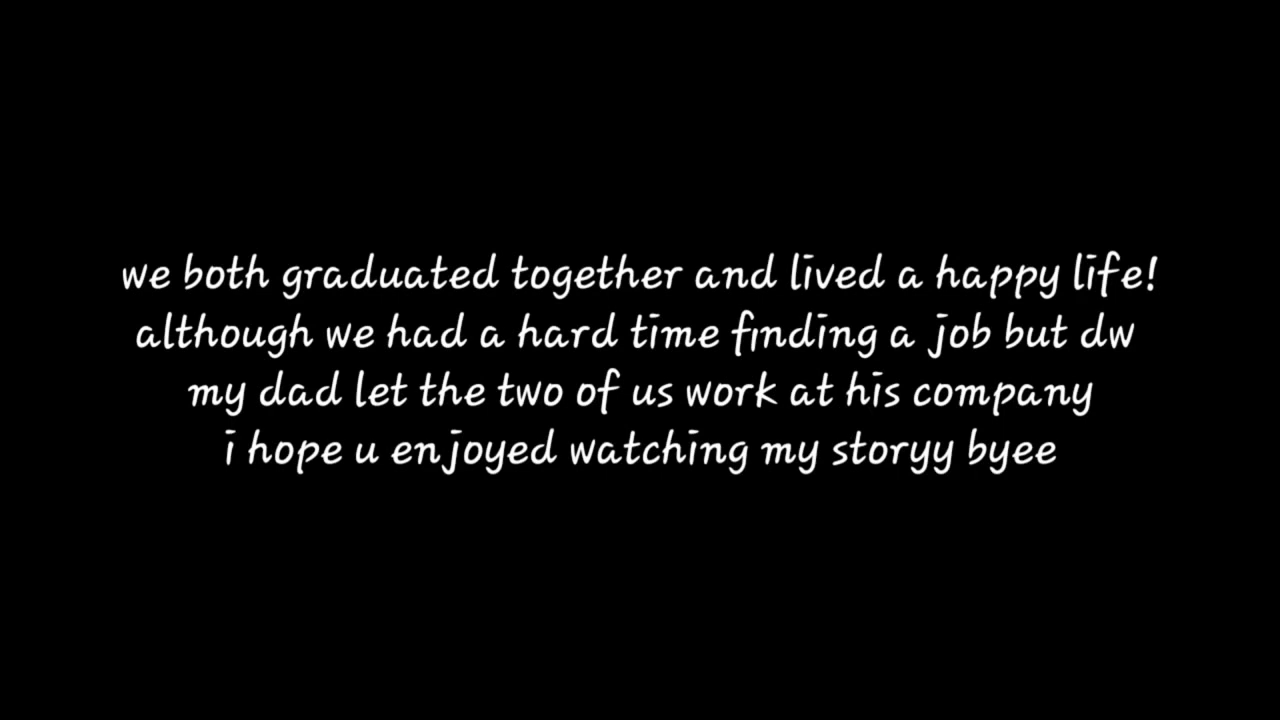 we both graduated together and lived a happy life!
although we had a hard time finding a job but dw
my dad let the two of us work at his company
i hope u enjoyed watching my storyy byee